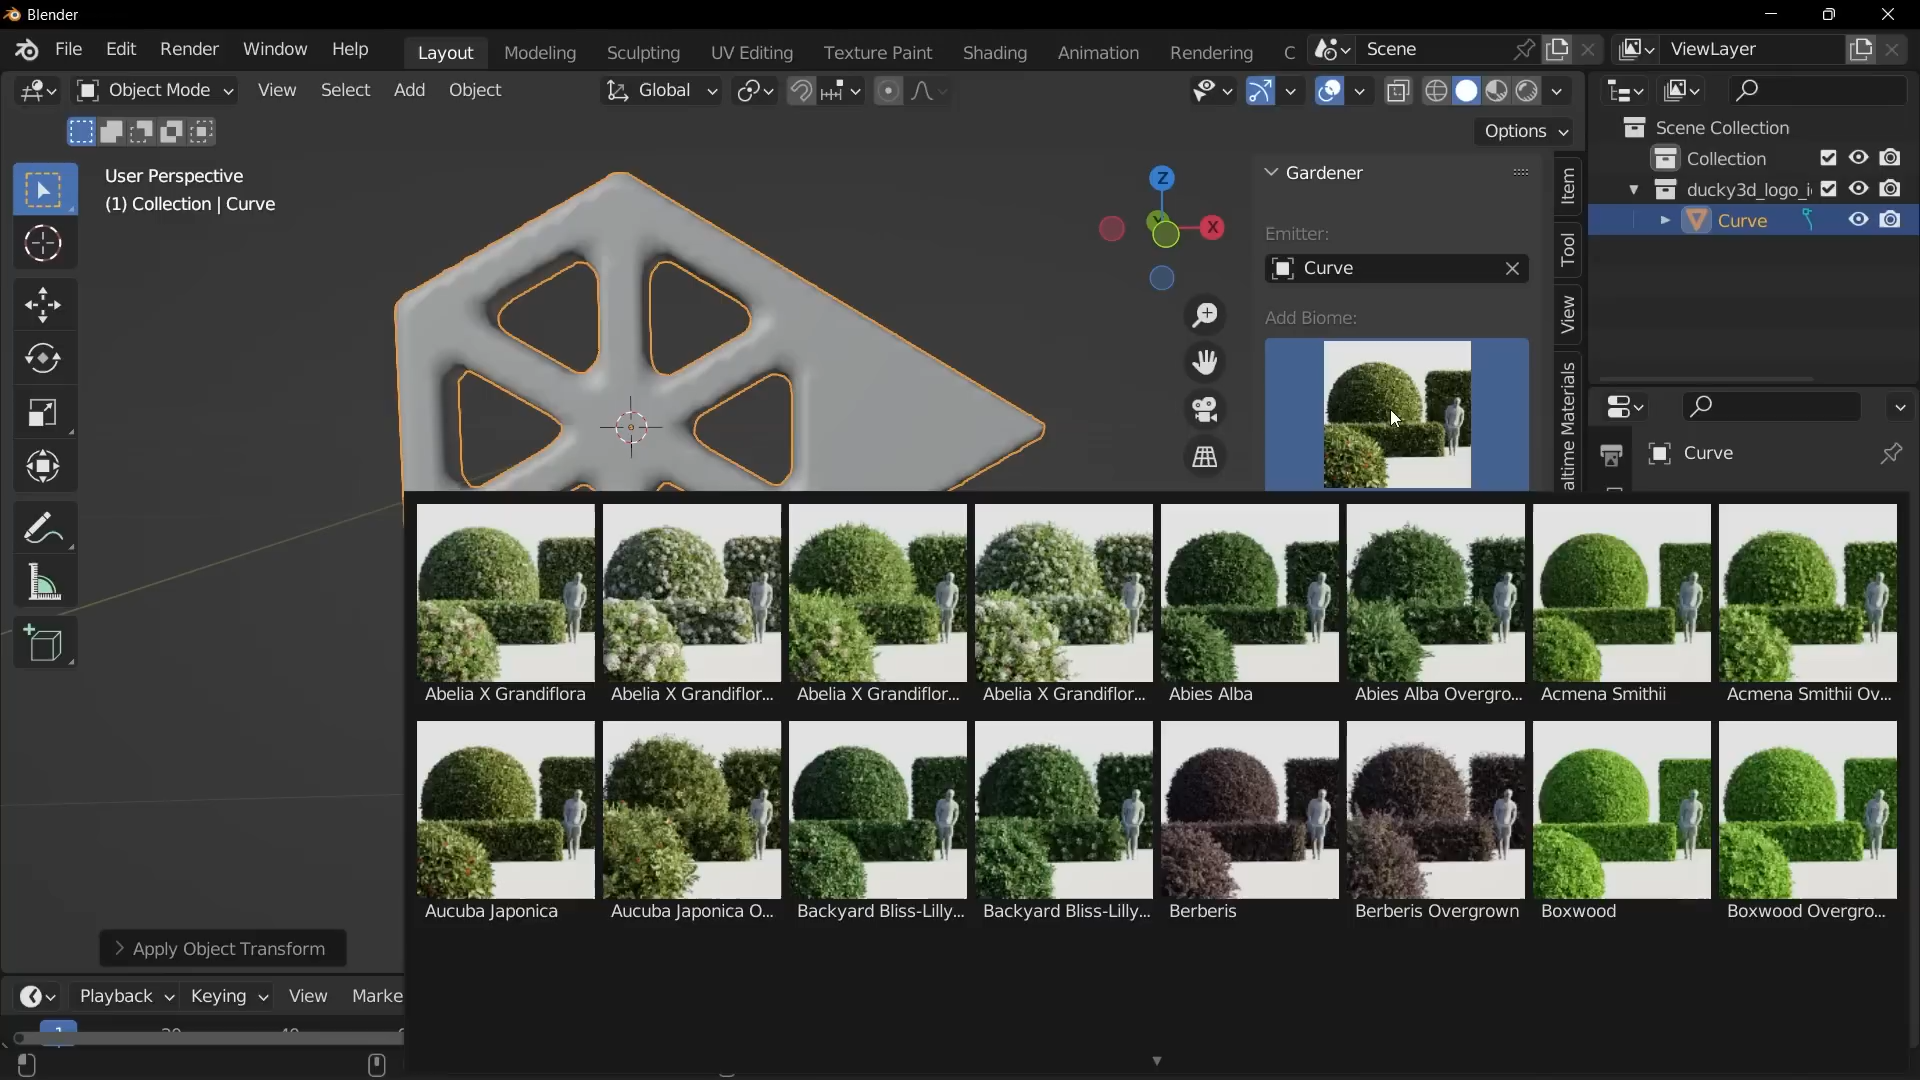 Blender
File Edit Render Window Help
Layout Modeling Sculpting UV Editing Texture Paint Shading Animation Rendering C
Scene
ViewLayer
Object Mode View Select Add Object
Global
Options
User Perspective
(1) Collection | Curve
Z
X
Gardener
Emitter:
Curve
Add Biome:
Item
Tool
View
altime Materials
Scene Collection
Collection
ducky3d_logo_i
Curve
Curve
Abelia X Grandiflora
Abelia X Grandiflor...
Abelia X Grandiflor...
Abelia X Grandiflor...
Abies Alba
Abies Alba Overgro...
Acmena Smithii
Acmena Smithii Ov...
Aucuba Japonica
Aucuba Japonica O...
Backyard Bliss-Lilly...
Backyard Bliss-Lilly...
Berberis
Berberis Overgrown
Boxwood
Boxwood Overgro...
Apply Object Transform
Playback Keying View Marke
1